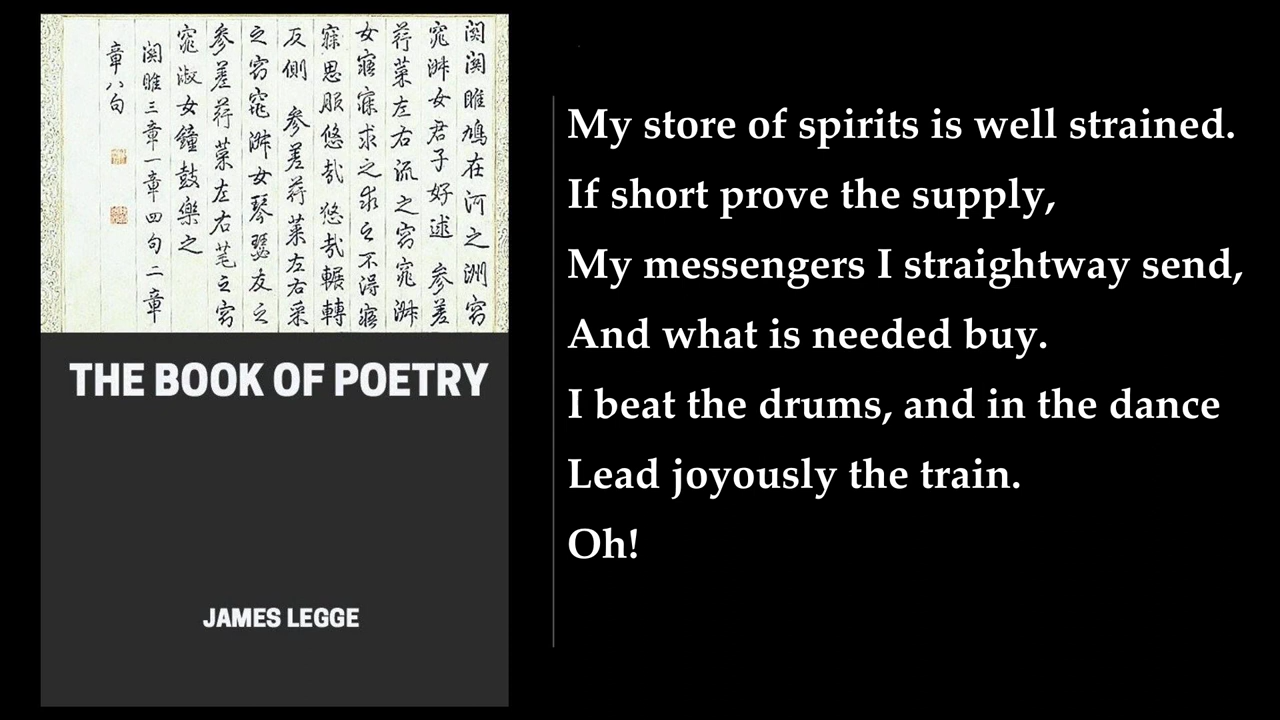 関関雎鳩在河之洲窈
窕淑女君子好逑 參差
荇菜左右流之窈窕淑
女寤寐求之求之不得寤
寐思服悠哉悠哉輾轉
反側 參差荇菜左右采
之窈窕淑女琴瑟友之
參差荇菜左右芼之窈
窕淑女鐘鼓樂之
関雎三章一章四句二章
章八句
THE BOOK OF POETRY
JAMES LEGGE
My store of spirits is well strained.
If short prove the supply,
My messengers I straightway send,
And what is needed buy.
I beat the drums, and in the dance
Lead joyously the train.
Oh!